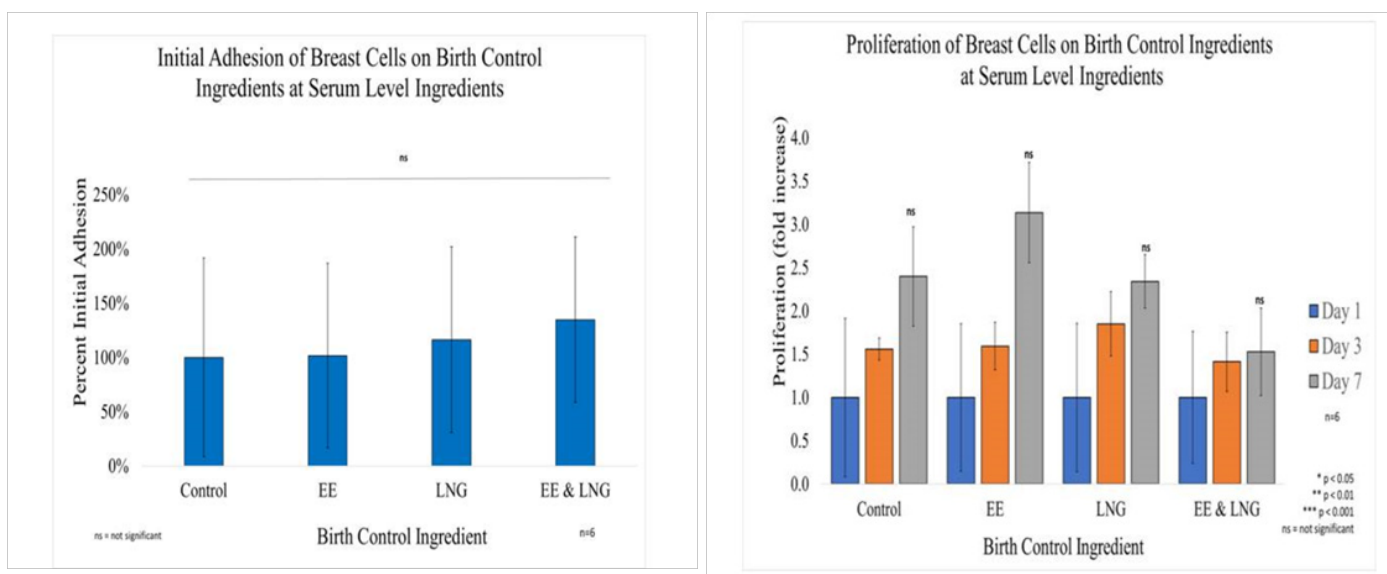 Initial Adhesion of Breast Cells on Birth Control
Ingredients at Serum Level Ingredients
ns
Percent Initial Adhesion
250%
200%
150%
100%
50%
0%
Control
EE
LNG
EE & LNG
ns = not significant
Birth Control Ingredient
n=6
Proliferation of Breast Cells on Birth Control Ingredients
at Serum Level Ingredients
Proliferation (fold increase)
4.0
3.5
3.0
2.5
2.0
1.5
1.0
0.5
0.0
ns
ns
ns
ns
Control
EE
LNG
EE & LNG
Birth Control Ingredient
Day 1
Day 3
Day 7
n=6
* p < 0.05
** p < 0.01
*** p < 0.001
ns = not significant